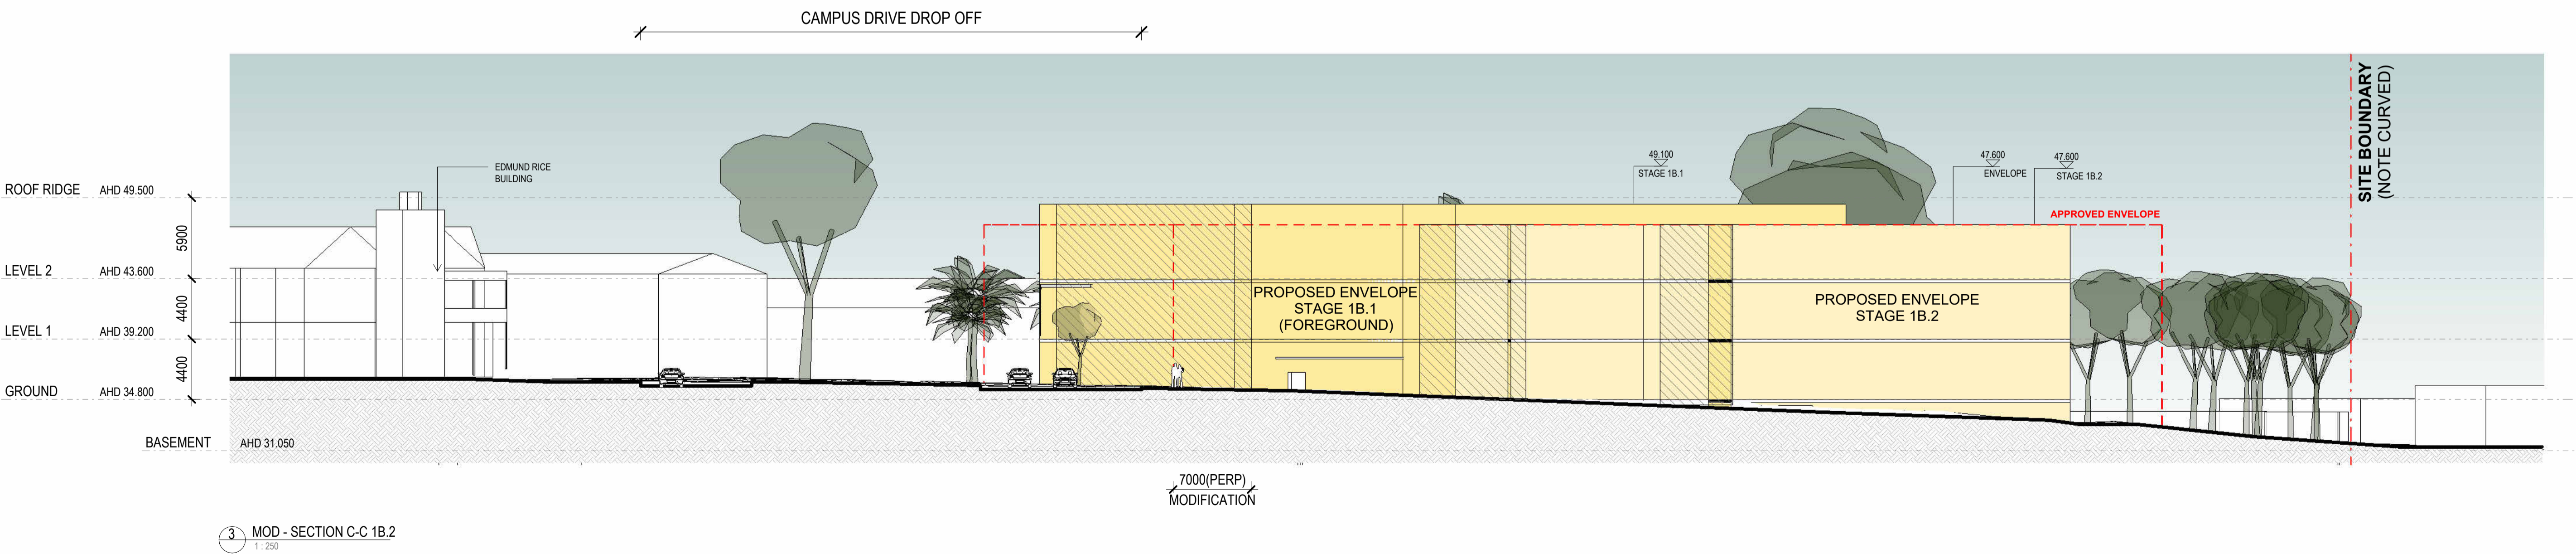 CAMPUS DRIVE DROP OFF
SITE BOUNDARY
(NOTE CURVED)
EDMUND RICE
BUILDING
49.100
STAGE 1B.1
47.600
ENVELOPE
47.600
STAGE 1B.2
ROOF RIDGE AHD 49.500
APPROVED ENVELOPE
5900
LEVEL 2 AHD 43.600
4400
PROPOSED ENVELOPE
STAGE 1B.1
(FOREGROUND)
PROPOSED ENVELOPE
STAGE 1B.2
LEVEL 1 AHD 39.200
4400
GROUND AHD 34.800
BASEMENT AHD 31.050
7000(PERP)
MODIFICATION
3 MOD - SECTION C-C 1B.2
1 : 250